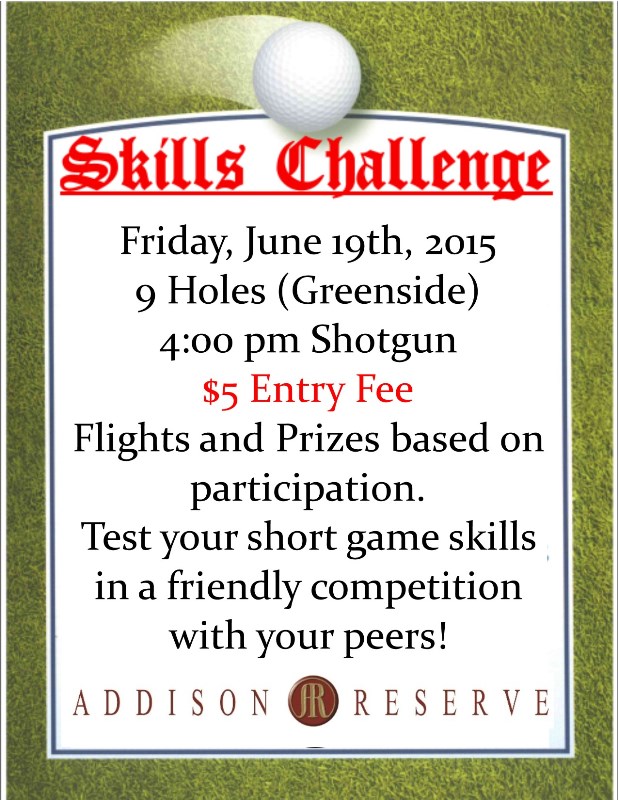 Skills Challenge
Friday, June 19th, 2015
9 Holes (Greenside)
4:00 pm Shotgun
$5 Entry Fee
Flights and Prizes based on
participation.
Test your short game skills
in a friendly competition
with your peers!
ADDISON AR RESERVE